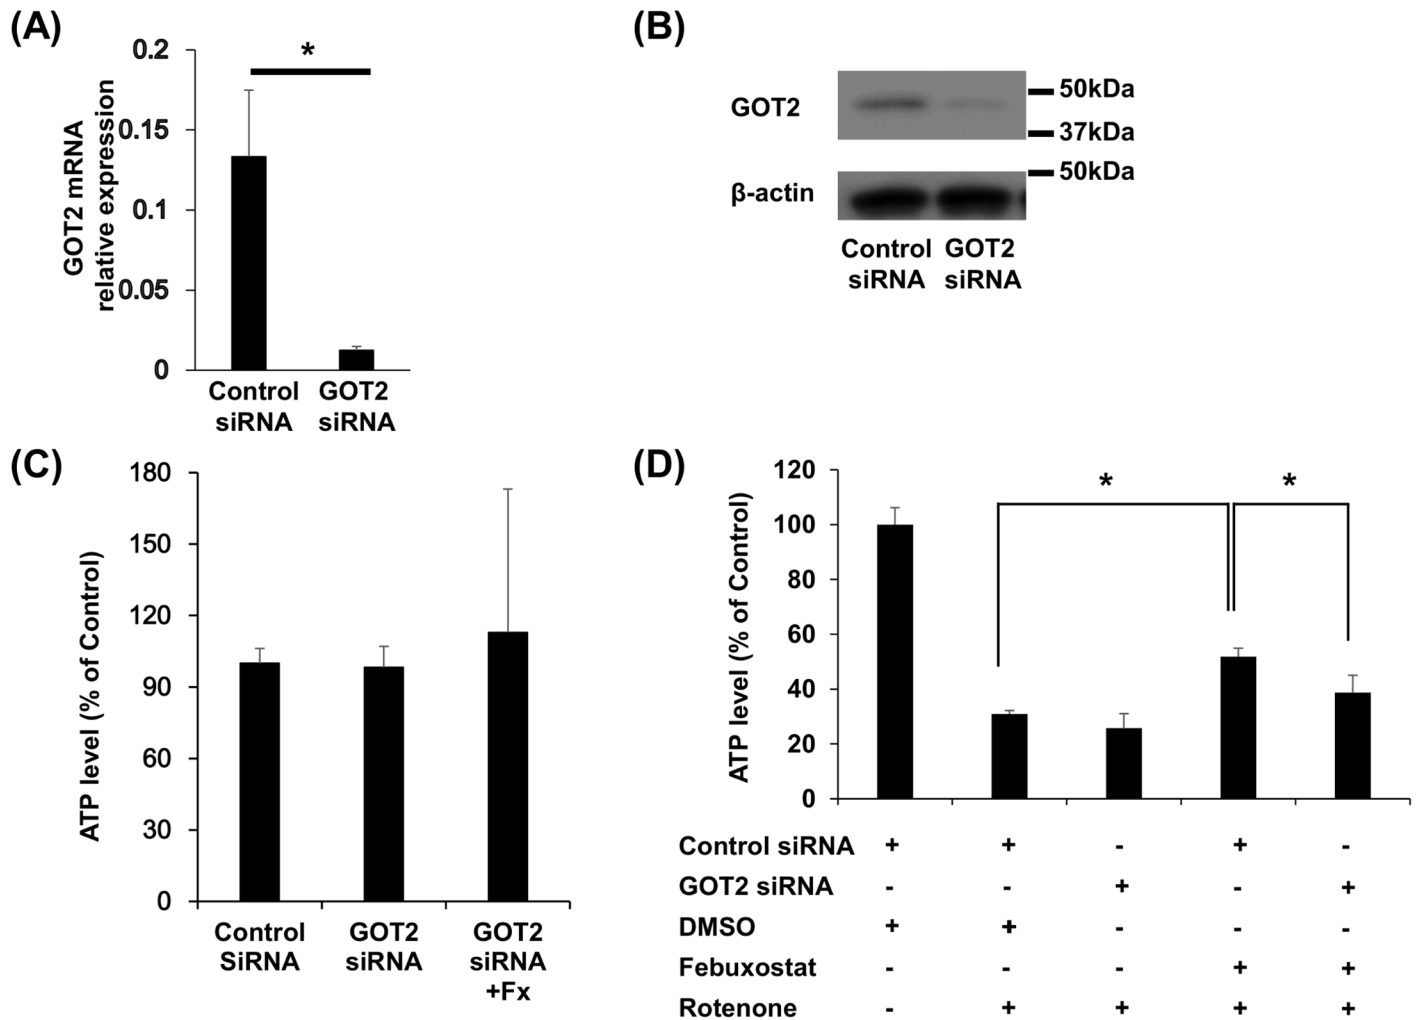 (A)
0.2
0.15
0.1
0.05
0
GOT2 mRNA
relative expression
*
Control
siRNA
GOT2
siRNA
(B)
GOT2
50kDa
37kDa
50kDa
β-actin
Control
siRNA
GOT2
siRNA
(C)
180
150
120
90
60
30
0
ATP level (% of Control)
Control
SiRNA
GOT2
siRNA
GOT2
siRNA
+Fx
(D)
120
100
80
60
40
20
0
ATP level (% of Control)
* *
Control siRNA + + - + -
GOT2 siRNA - - + - +
DMSO + + - - -
Febuxostat - - - + +
Rotenone - + + + +